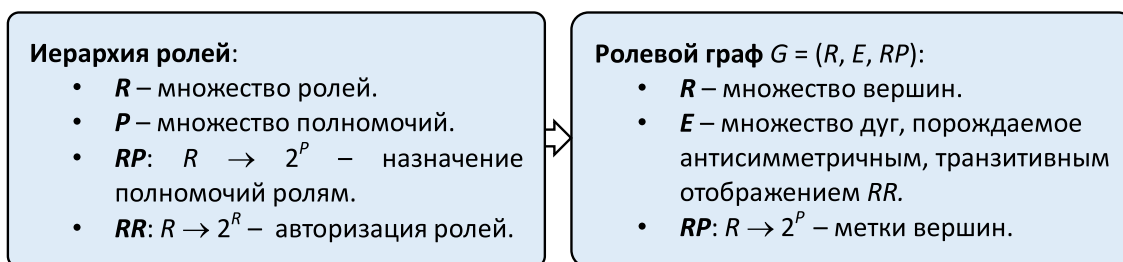 Иерархия ролей:
• R – множество ролей.
• P – множество полномочий.
• RP: R → 2^P – назначение
полномочий ролям.
• RR: R → 2^R – авторизация ролей.
Ролевой граф G = (R, E, RP):
• R – множество вершин.
• E – множество дуг, порождаемое
антисимметричным, транзитивным
отображением RR.
• RP: R → 2^P – метки вершин.